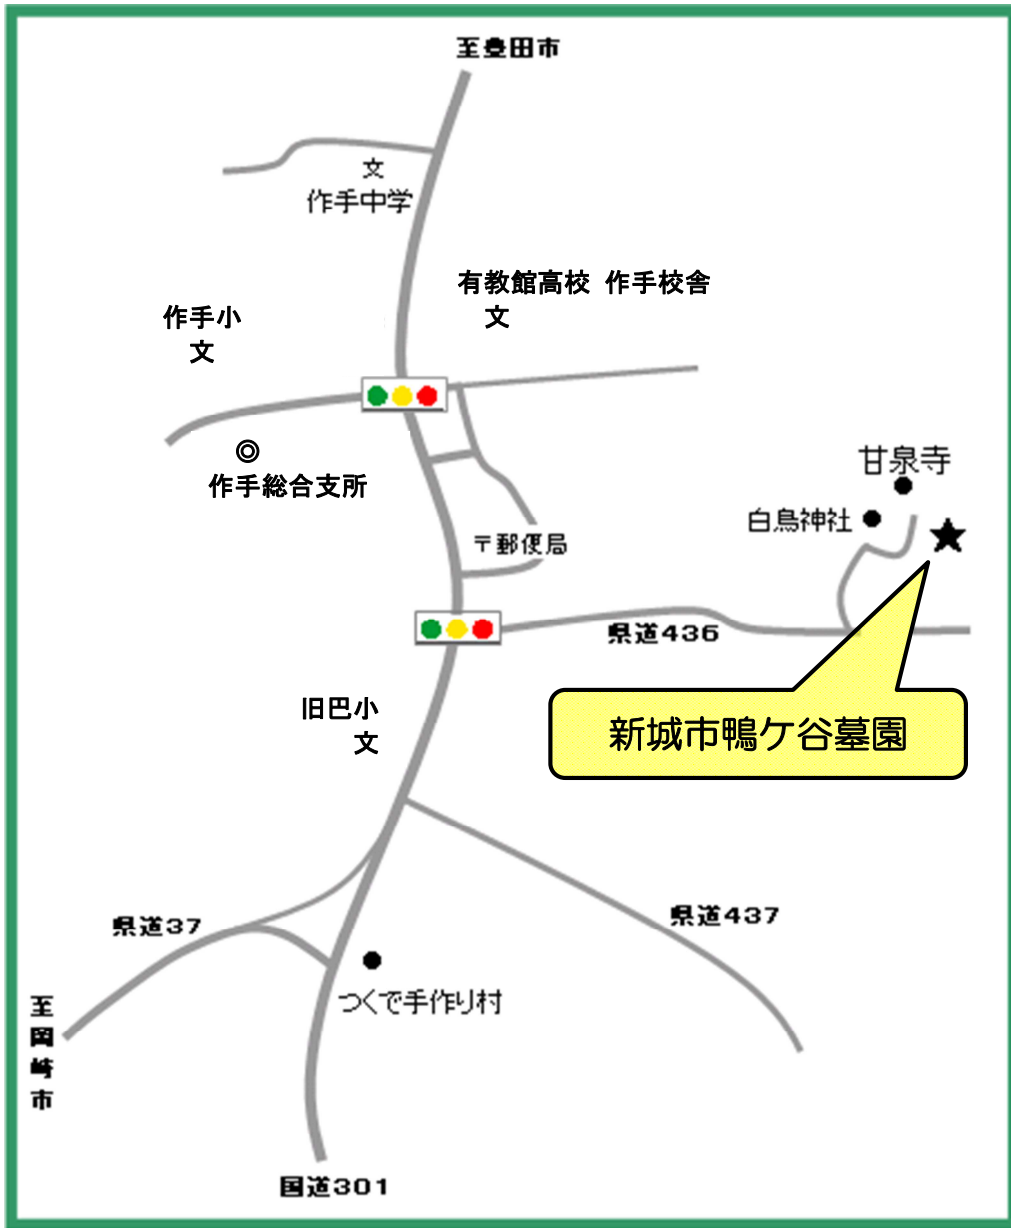 至豊田市
文
作手中学
有教館高校 作手校舎
文
作手小
文
作手総合支所
甘泉寺
白鳥神社
〒郵便局
県道436
旧巴小
文
新城市鴨ケ谷墓園
県道37
県道437
つくで手作り村
至岡崎市
国道301